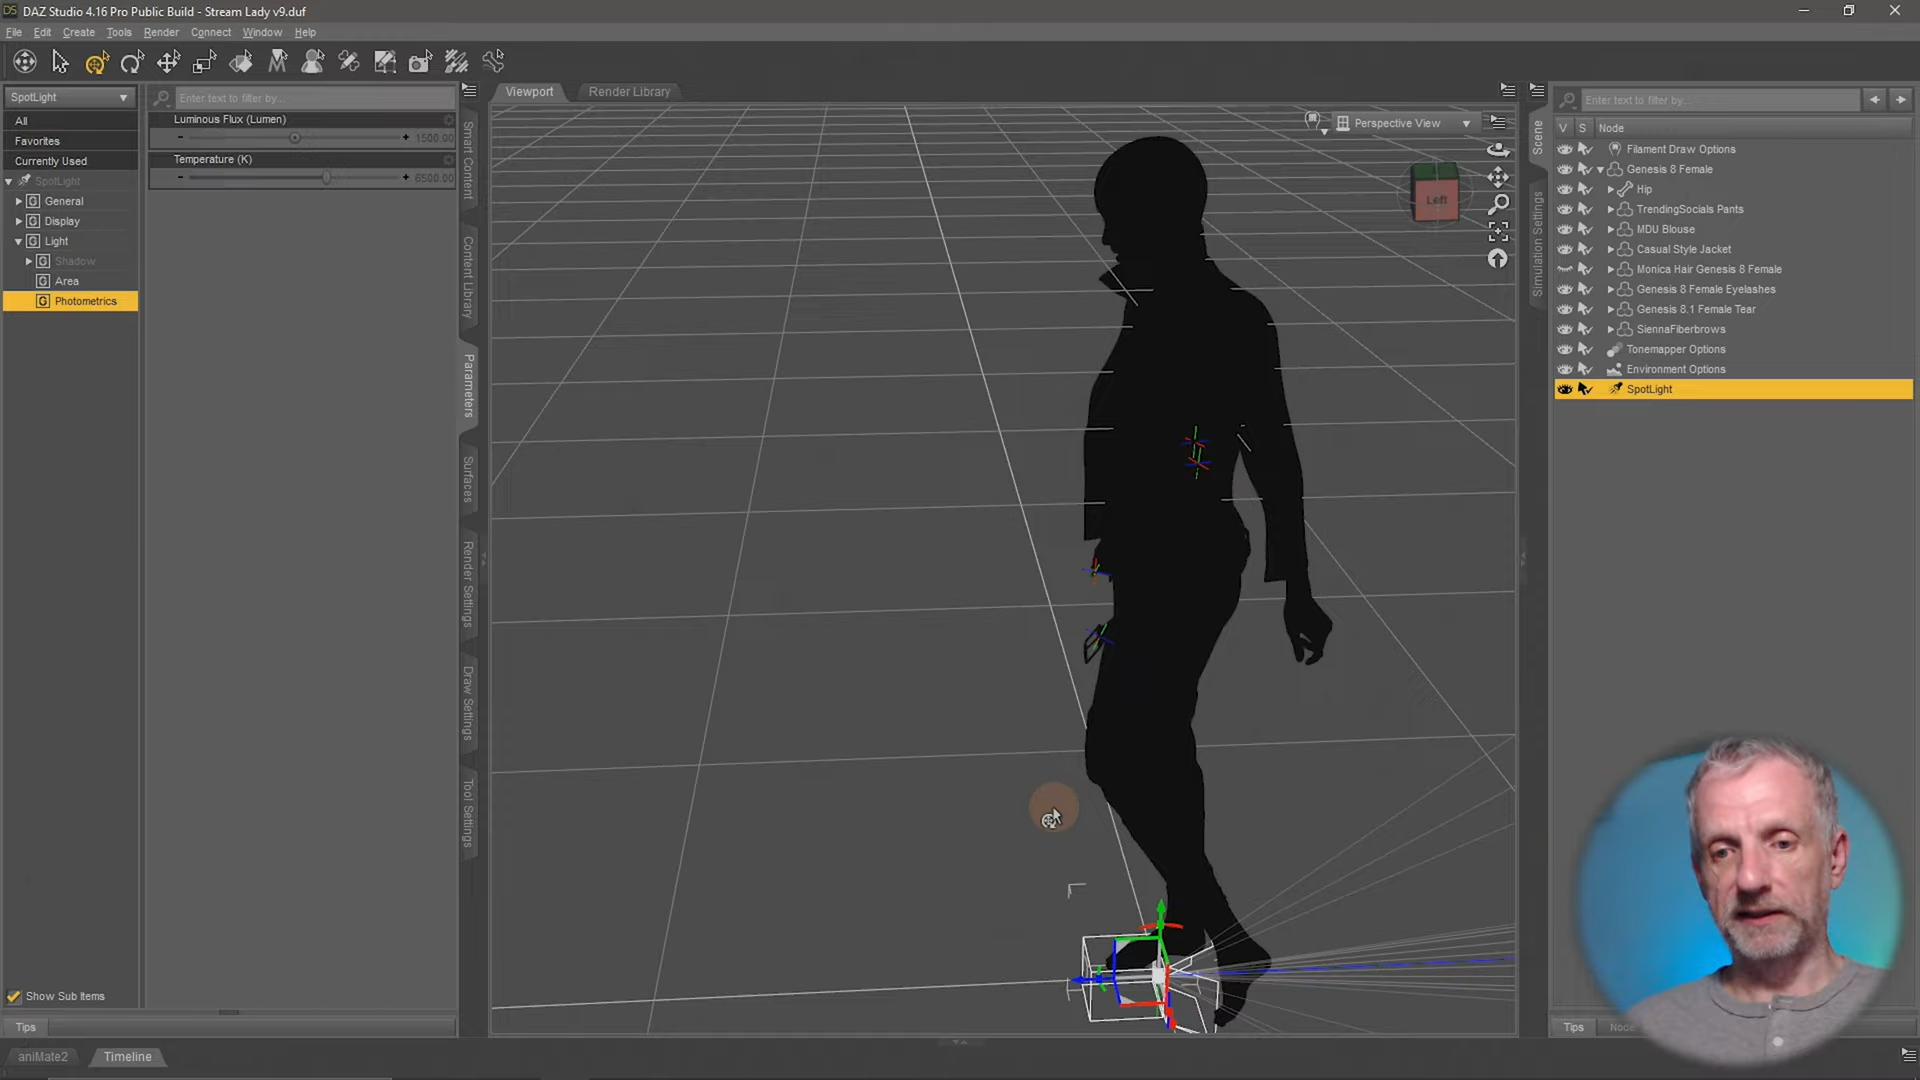 DS DAZ Studio 4.16 Pro Public Build - Stream Lady v9.duf
File Edit Create Tools Render Connect Window Help
SpotLight
All
Favorites
Currently Used
SpotLight
G General
G Display
G Light
G Shadow
G Area
G Photometrics
Show Sub Items
Tips
aniMate2
Timeline
Enter text to filter by...
Luminous Flux (Lumen)
- + 1500.00
Temperature (K)
- + 6500.00
Smart Content
Content Library
Parameters
Surfaces
Render Settings
Draw Settings
Tool Settings
Viewport
Render Library
Perspective View
Left
Scene
Simulation Settings
Enter text to filter by...
V S Node
Filament Draw Options
Genesis 8 Female
Hip
TrendingSocials Pants
MDU Blouse
Casual Style Jacket
Monica Hair Genesis 8 Female
Genesis 8 Female Eyelashes
Genesis 8.1 Female Tear
SiennaFiberbrows
Tonemapper Options
Environment Options
SpotLight
Tips
Node